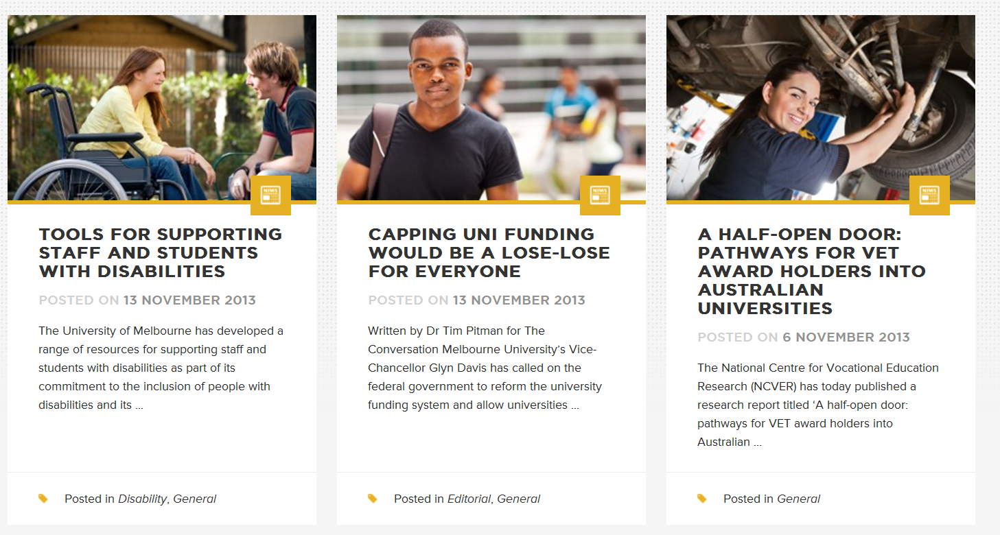 NEWS
TOOLS FOR SUPPORTING
STAFF AND STUDENTS
WITH DISABILITIES
POSTED ON 13 NOVEMBER 2013
The University of Melbourne has developed a
range of resources for supporting staff and
students with disabilities as part of its
commitment to the inclusion of people with
disabilities and its ...
Posted in Disability, General
NEWS
CAPPING UNI FUNDING
WOULD BE A LOSE-LOSE
FOR EVERYONE
POSTED ON 13 NOVEMBER 2013
Written by Dr Tim Pitman for The
Conversation Melbourne University’s Vice-
Chancellor Glyn Davis has called on the
federal government to reform the university
funding system and allow universities ...
Posted in Editorial, General
NEWS
A HALF-OPEN DOOR:
PATHWAYS FOR VET
AWARD HOLDERS INTO
AUSTRALIAN
UNIVERSITIES
POSTED ON 6 NOVEMBER 2013
The National Centre for Vocational Education
Research (NCVER) has today published a
research report titled ‘A half-open door:
pathways for VET award holders into
Australian ...
Posted in General